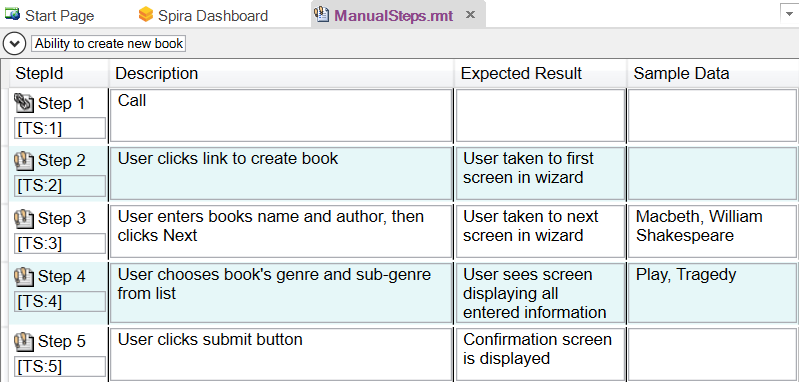 Start Page Spira Dashboard ManualSteps.rmt
Ability to create new book
StepId Description Expected Result Sample Data
Step 1 Call
[TS:1]
Step 2 User clicks link to create book User taken to first
[TS:2] screen in wizard
Step 3 User enters books name and author, then User taken to next Macbeth, William
[TS:3] clicks Next screen in wizard Shakespeare
Step 4 User chooses book's genre and sub-genre User sees screen Play, Tragedy
[TS:4] from list displaying all
entered information
Step 5 User clicks submit button Confirmation screen
[TS:5] is displayed